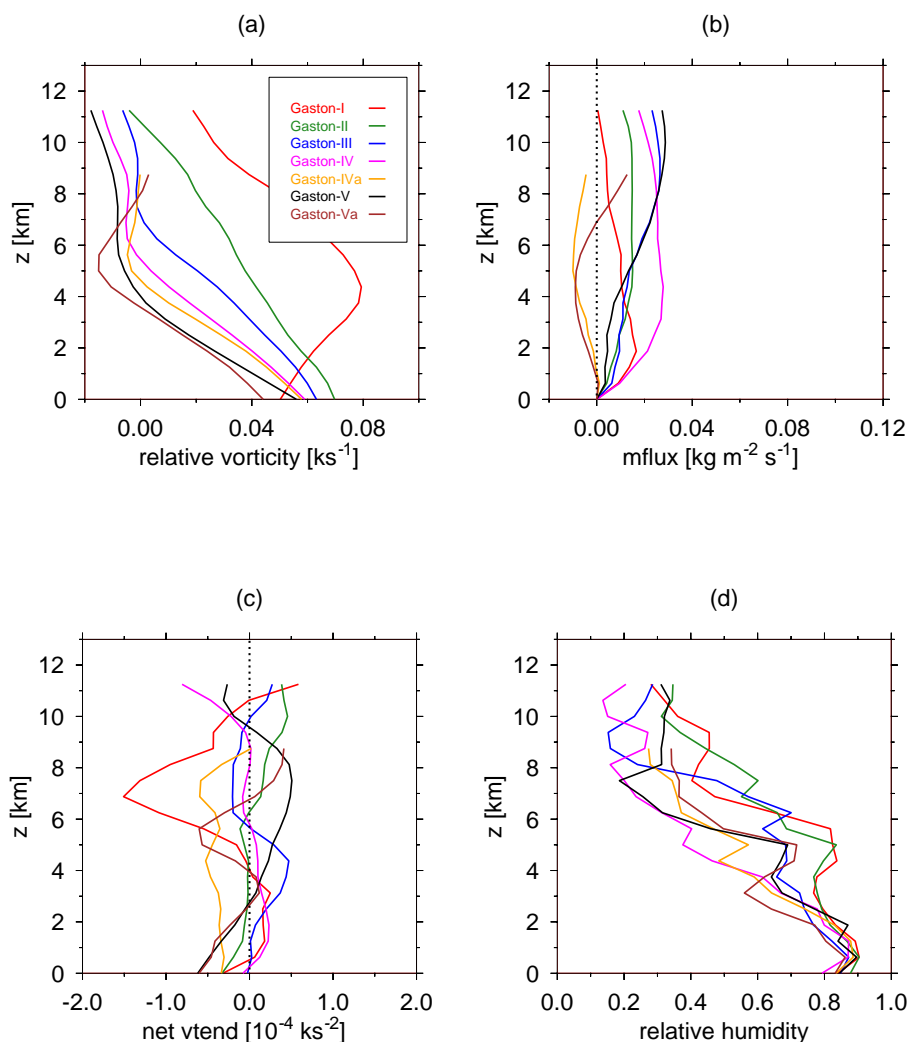 (a)
12
10
8
6
4
2
0
z [km]
0.00 0.04 0.08
relative vorticity [ks⁻¹]
Gaston-I
Gaston-II
Gaston-III
Gaston-IV
Gaston-IVa
Gaston-V
Gaston-Va
(b)
12
10
8
6
4
2
0
z [km]
0.00 0.04 0.08 0.12
mflux [kg m⁻² s⁻¹]
(c)
12
10
8
6
4
2
0
z [km]
-2.0 -1.0 0.0 1.0 2.0
net vtend [10⁻⁴ ks⁻²]
(d)
12
10
8
6
4
2
0
z [km]
0.0 0.2 0.4 0.6 0.8 1.0
relative humidity